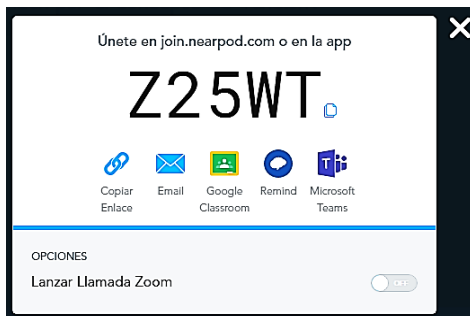 Únete en join.nearpod.com o en la app
Z25WT
Copiar Enlace
Email
Google Classroom
Remind
Microsoft Teams
OPCIONES
Lanzar Llamada Zoom
OFF